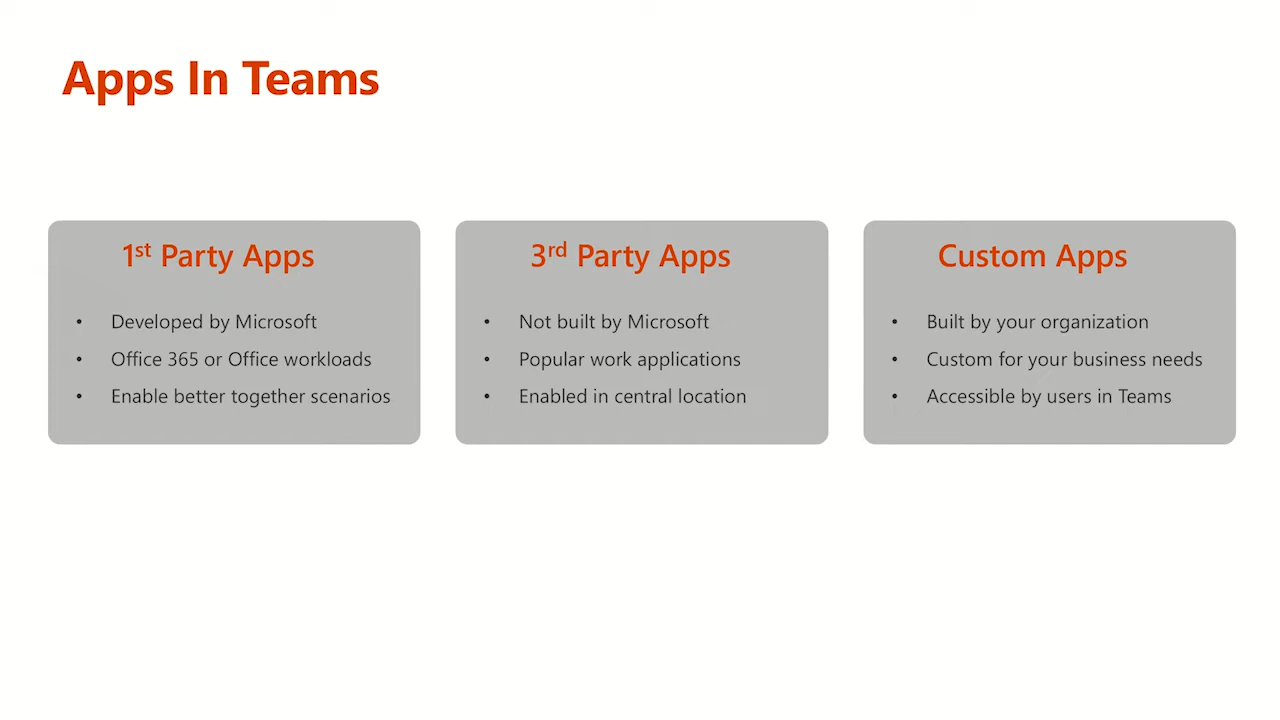 Apps In Teams
1st Party Apps
• Developed by Microsoft
• Office 365 or Office workloads
• Enable better together scenarios
3rd Party Apps
• Not built by Microsoft
• Popular work applications
• Enabled in central location
Custom Apps
• Built by your organization
• Custom for your business needs
• Accessible by users in Teams